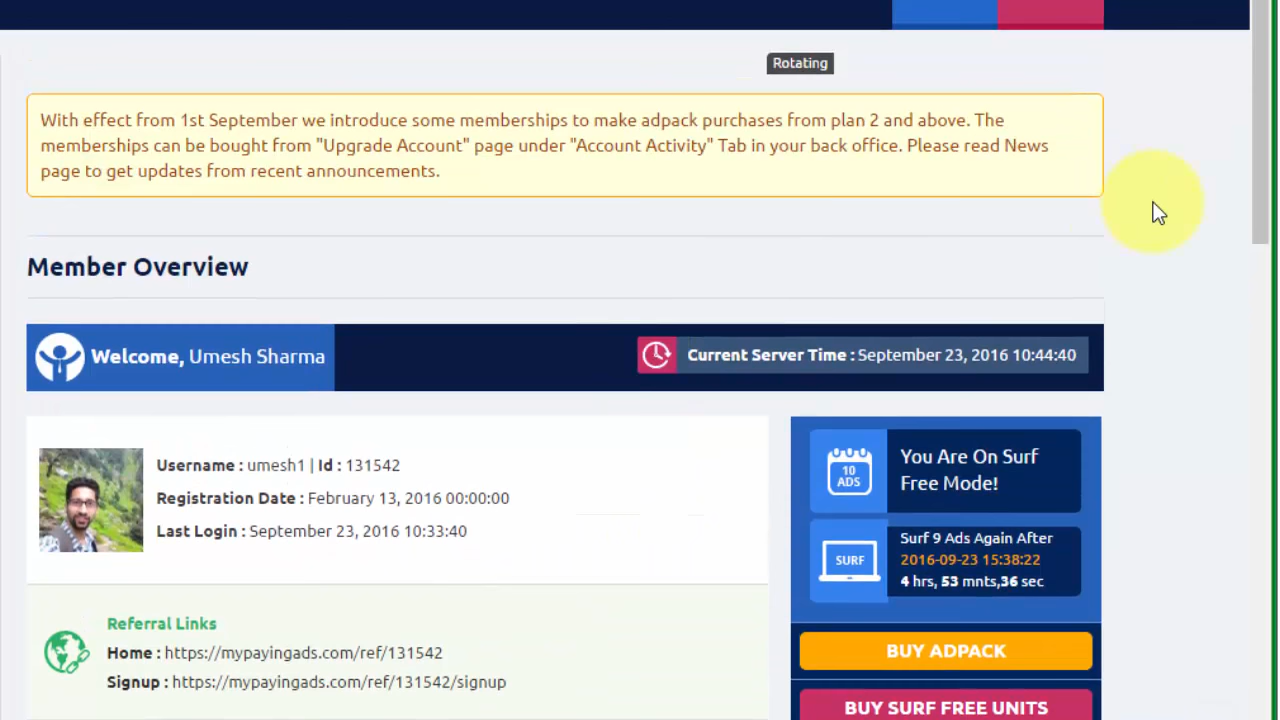 Rotating
With effect from 1st September we introduce some memberships to make adpack purchases from plan 2 and above. The
memberships can be bought from "Upgrade Account" page under "Account Activity" Tab in your back office. Please read News
page to get updates from recent announcements.
Member Overview
Welcome, Umesh Sharma
Current Server Time : September 23, 2016 10:44:40
Username : umesh1 | Id : 131542
Registration Date : February 13, 2016 00:00:00
Last Login : September 23, 2016 10:33:40
Referral Links
Home : https://mypayingads.com/ref/131542
Signup : https://mypayingads.com/ref/131542/signup
10
ADS
You Are On Surf
Free Mode!
SURF
Surf 9 Ads Again After
2016-09-23 15:38:22
4 hrs, 53 mnts,36 sec
BUY ADPACK
BUY SURF FREE UNITS